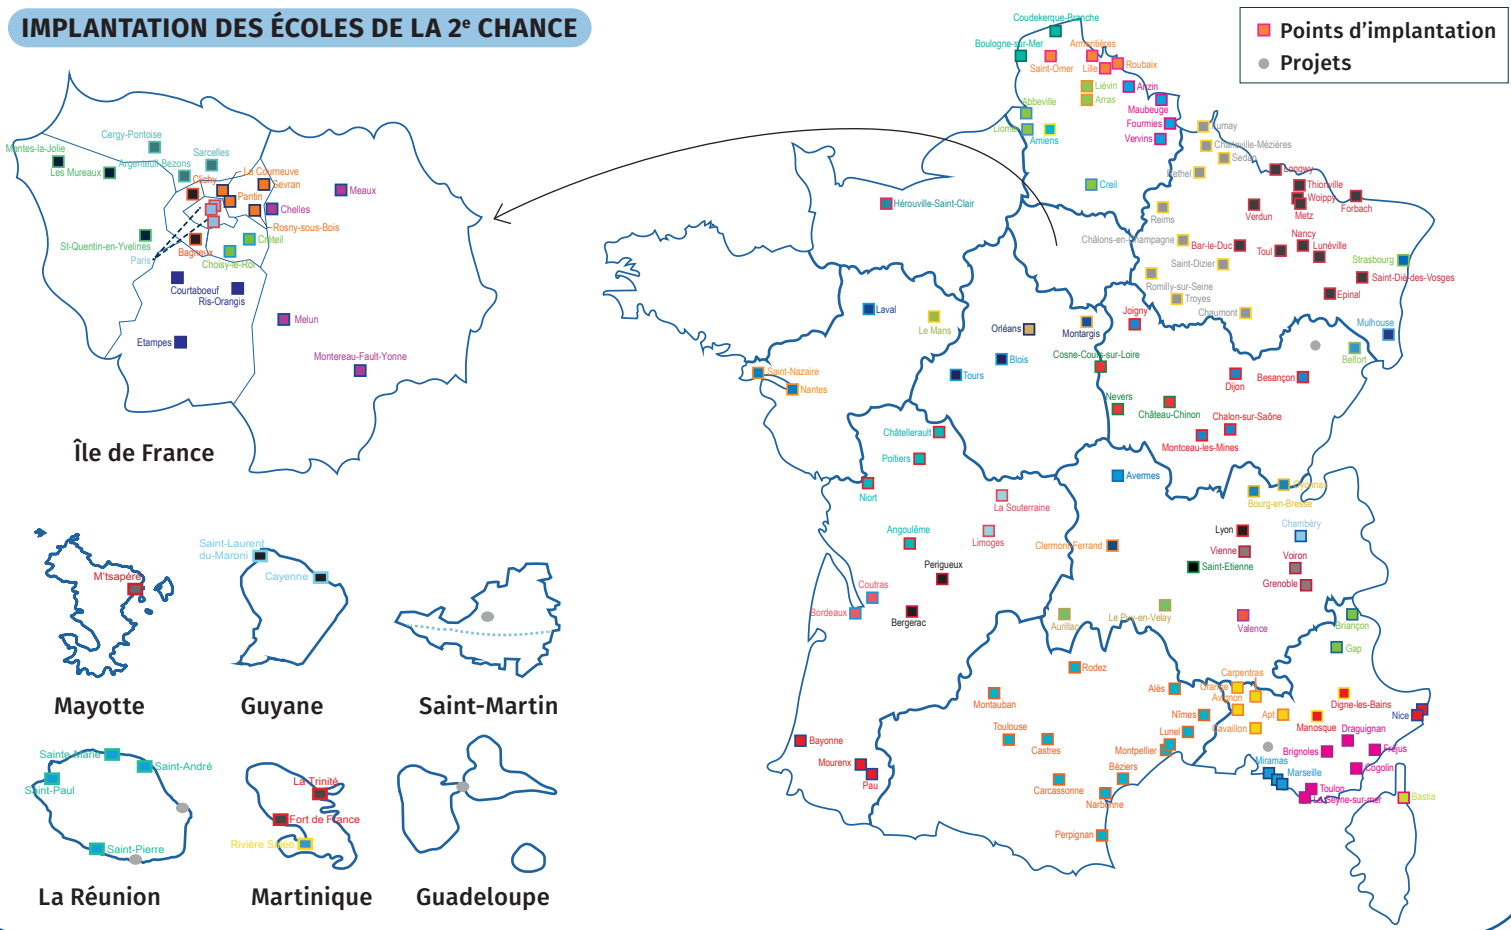 IMPLANTATION DES ÉCOLES DE LA 2e CHANCE
Points d'implantation
Projets
Cergy-Pontoise
Mantes-la-Jolie
Les Mureaux
Argenteuil-Bezons
Sarcelles
Clichy
La Courneuve
Sevran
Pantin
Meaux
Chelles
Rosny-sous-Bois
St-Quentin-en-Yvelines
Paris
Bagneux
Créteil
Choisy-le-Roi
Courtaboeuf
Ris-Orangis
Etampes
Melun
Montereau-Fault-Yonne
Île de France
M'tsapéré
Mayotte
Saint-Laurent
du-Maroni
Cayenne
Guyane
Saint-Martin
Sainte-Marie
Saint-André
Saint-Paul
Saint-Pierre
La Réunion
La Trinité
Fort de France
Rivière Salée
Martinique
Guadeloupe
Coudekerque-Branche
Boulogne-sur-Mer
Armentières
Saint-Omer
Lille
Roubaix
Liévin
Anzin
Arras
Maubeuge
Abbeville
Fourmies
Liomer
Amiens
Vervins
Creil
Fumay
Charleville-Mézières
Sedan
Rethel
Longwy
Thionville
Woippy
Metz
Forbach
Verdun
Reims
Châlons-en-Champagne
Bar-le-Duc
Nancy
Toul
Lunéville
Strasbourg
Saint-Dizier
Saint-Dié-des-Vosges
Romilly-sur-Seine
Epinal
Troyes
Chaumont
Mulhouse
Belfort
Hérouville-Saint-Clair
Laval
Le Mans
Orléans
Montargis
Joigny
Blois
Cosne-Cours-sur-Loire
Tours
Saint-Nazaire
Nantes
Dijon
Besançon
Nevers
Château-Chinon
Chalon-sur-Saône
Montceau-les-Mines
Châtellerault
Poitiers
Niort
Avermes
La Souterraine
Oyonnax
Bourg-en-Bresse
Angoulême
Limoges
Clermont-Ferrand
Lyon
Chambéry
Vienne
Voiron
Saint-Etienne
Grenoble
Perigueux
Coutras
Bordeaux
Bergerac
Aurillac
Le Puy-en-Velay
Valence
Briançon
Gap
Rodez
Montauban
Alès
Carpentras
Orange
Avignon
Digne-les-Bains
Nîmes
Apt
Manosque
Nice
Cavaillon
Draguignan
Toulouse
Castres
Lunel
Montpellier
Brignoles
Fréjus
Bayonne
Mourenx
Pau
Béziers
Miramas
Marseille
Cogolin
Carcassonne
Narbonne
Toulon
La Seyne-sur-mer
Bastia
Perpignan